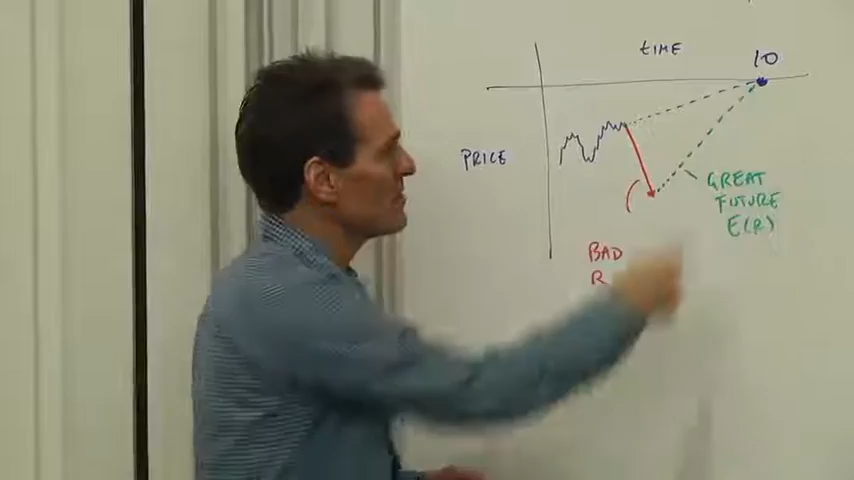 TIME
10
PRICE
GREAT
FUTURE
E(R)
BAD
R